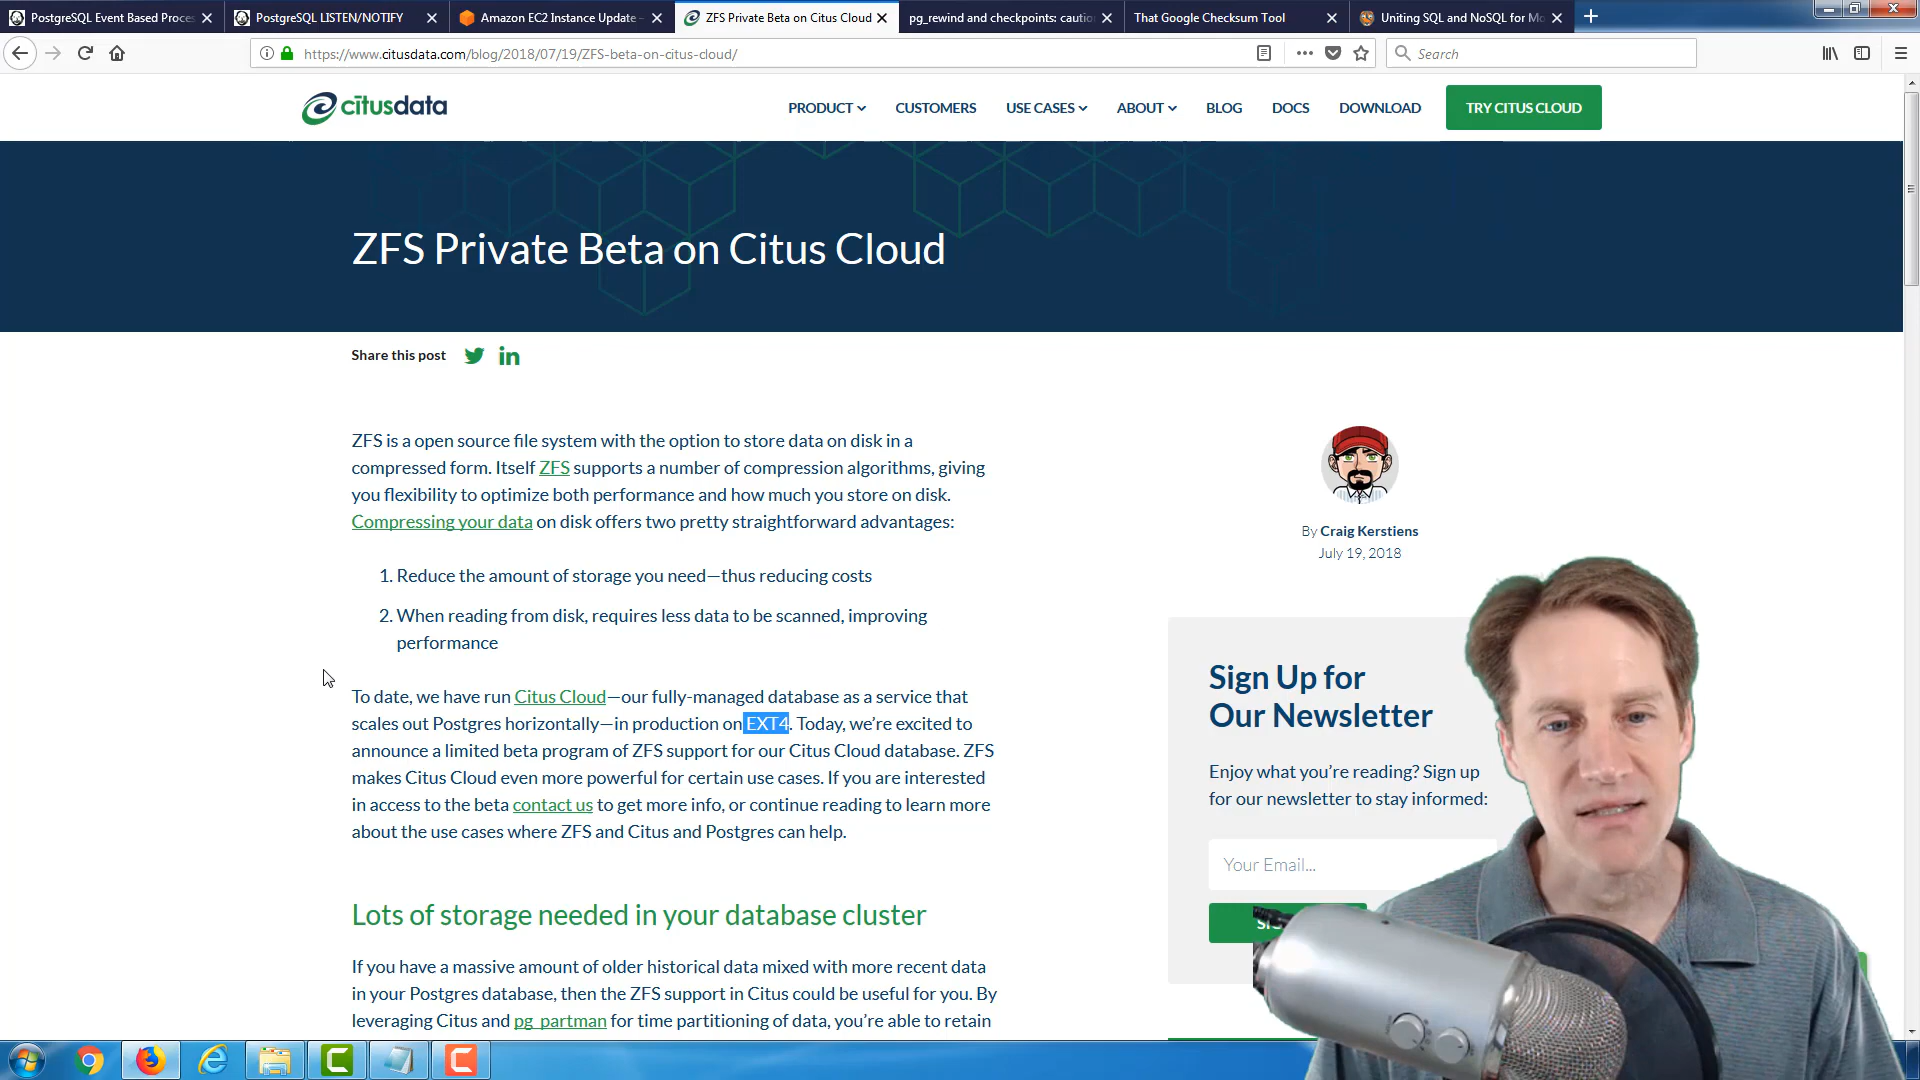 PostgreSQL Event Based Proces
PostgreSQL LISTEN/NOTIFY
Amazon EC2 Instance Update –
ZFS Private Beta on Citus Cloud
pg_rewind and checkpoints: cautio
That Google Checksum Tool
Uniting SQL and NoSQL for Mo
https://www.citusdata.com/blog/2018/07/19/ZFS-beta-on-citus-cloud/
Search
citusdata
PRODUCT
CUSTOMERS
USE CASES
ABOUT
BLOG
DOCS
DOWNLOAD
TRY CITUS CLOUD
ZFS Private Beta on Citus Cloud
Share this post
ZFS is a open source file system with the option to store data on disk in a
compressed form. Itself ZFS supports a number of compression algorithms, giving
you flexibility to optimize both performance and how much you store on disk.
Compressing your data on disk offers two pretty straightforward advantages:
1. Reduce the amount of storage you need—thus reducing costs
2. When reading from disk, requires less data to be scanned, improving
performance
To date, we have run Citus Cloud—our fully-managed database as a service that
scales out Postgres horizontally—in production on EXT4. Today, we’re excited to
announce a limited beta program of ZFS support for our Citus Cloud database. ZFS
makes Citus Cloud even more powerful for certain use cases. If you are interested
in access to the beta contact us to get more info, or continue reading to learn more
about the use cases where ZFS and Citus and Postgres can help.
Lots of storage needed in your database cluster
If you have a massive amount of older historical data mixed with more recent data
in your Postgres database, then the ZFS support in Citus could be useful for you. By
leveraging Citus and pg_partman for time partitioning of data, you’re able to retain
By Craig Kerstiens
July 19, 2018
Sign Up for
Our Newsletter
Enjoy what you’re reading? Sign up
for our newsletter to stay informed:
Your Email...